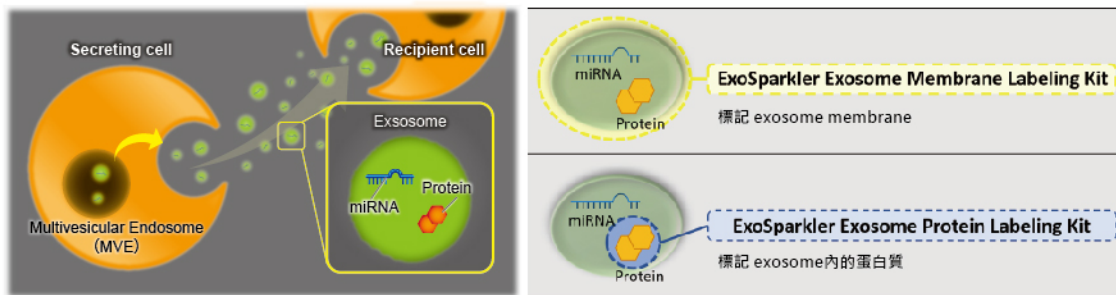 Secreting cell
Recipient cell
Exsosome
Protein
miRNA
Multivesicular Endosome
(MVE)
miRNA
Protein
ExoSparkler Exosome Membrane Labeling Kit
標記 exosome membrane
miRNA
Protein
ExoSparkler Exosome Protein Labeling Kit
標記 exosome內的蛋白質